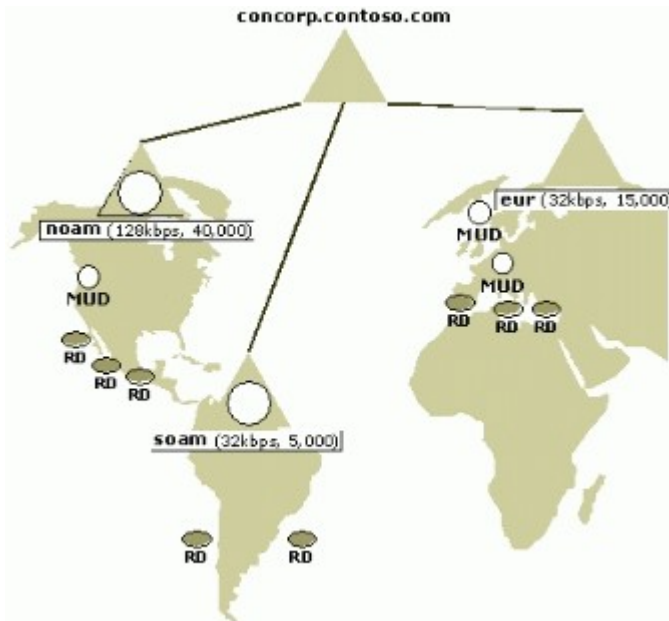 concorp.contoso.com
noam (128kbps, 40,000)
eur (32kbps, 15,000)
MUD
MUD
MUD
RD
RD
RD
RD
RD
RD
soam (32kbps, 5,000)
RD
RD